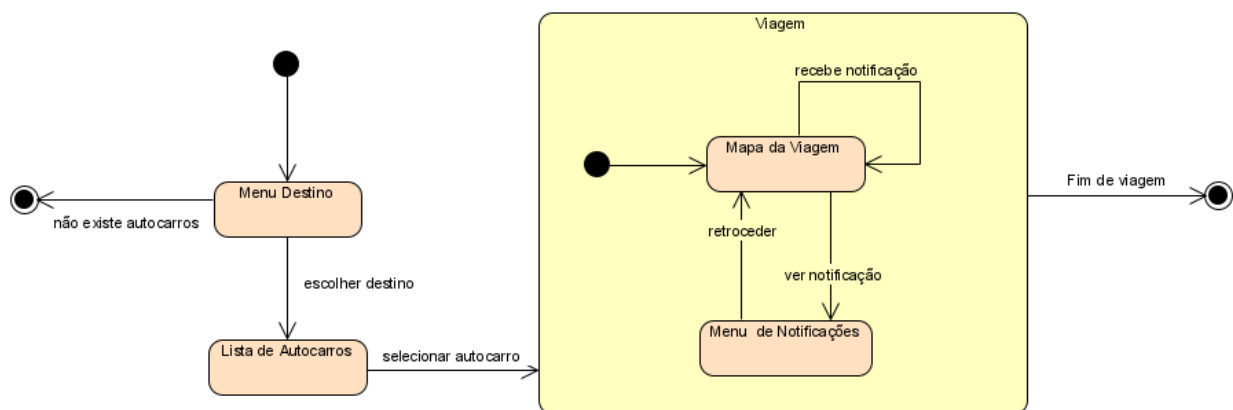 Viagem
recebe notificação
Mapa da Viagem
Menu Destino
Fim de viagem
não existe autocarros
retroceder
ver notificação
escolher destino
Menu de Notificações
Lista de Autocarros
selecionar autocarro